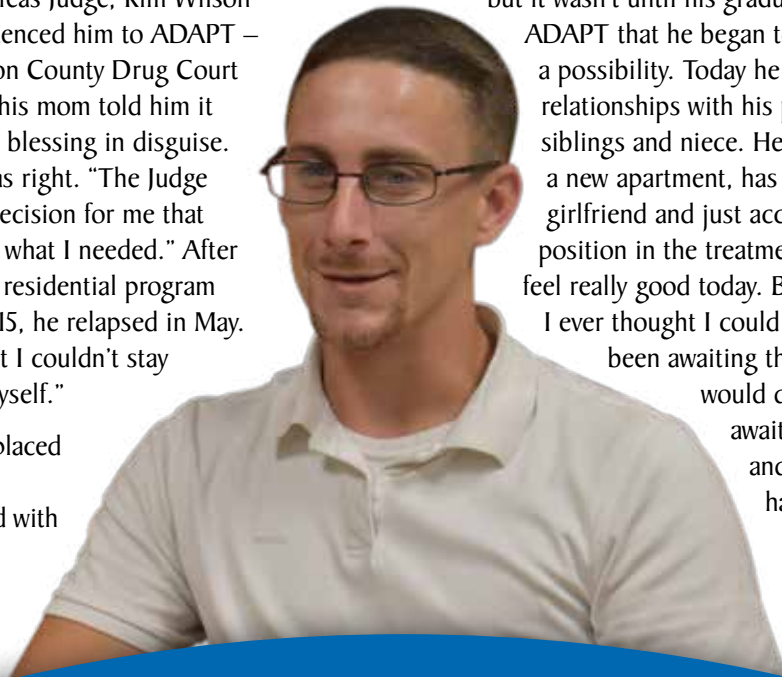 eas Judge, Kim Wilson
enced him to ADAPT –
on County Drug Court
his mom told him it
blessing in disguise.
as right. “The Judge
ecision for me that
what I needed.” After
residential program
15, he relapsed in May.
t I couldn’t stay
yself.”
placed
d with
but it wasn’t until his gradu
ADAPT that he began t
a possibility. Today he
relationships with his
siblings and niece. He
a new apartment, has
girlfriend and just acc
position in the treatme
feel really good today. B
I ever thought I could
been awaiting th
would c
await
and
ha